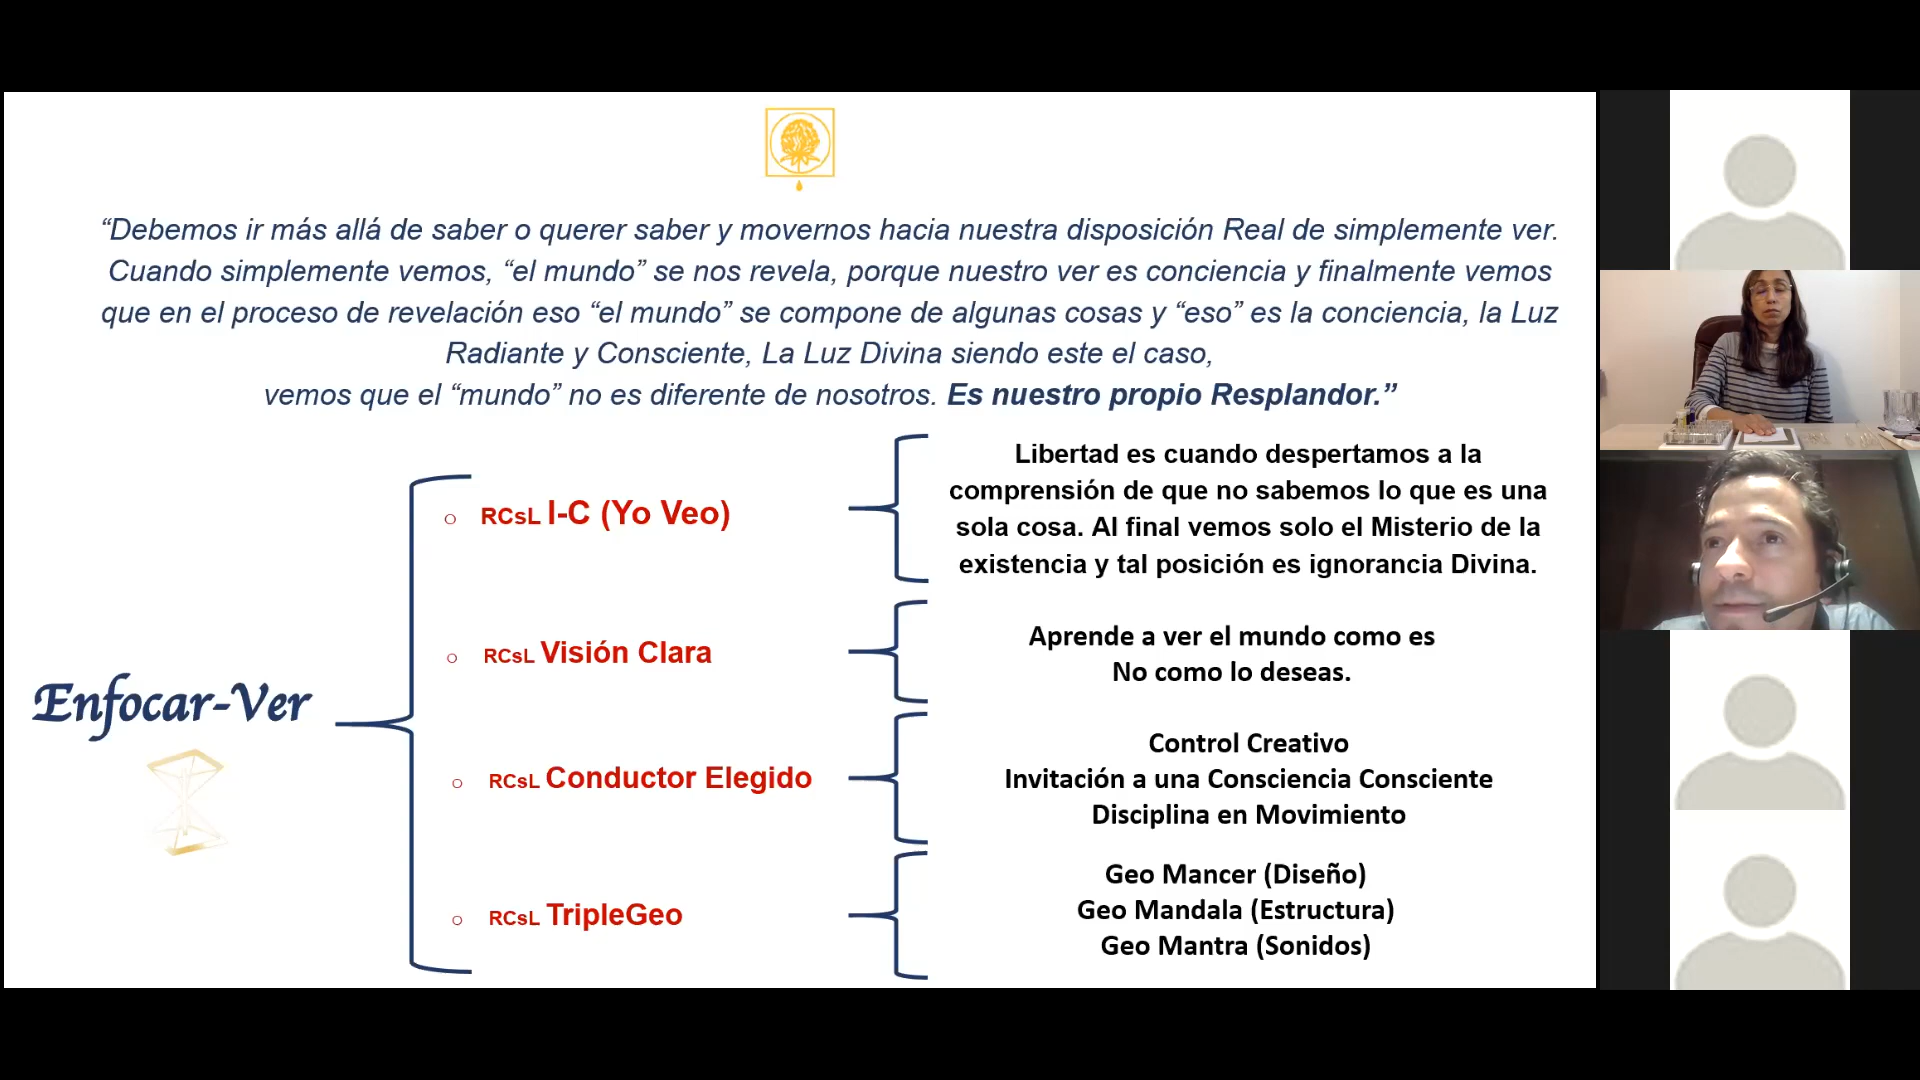 “Debemos ir más allá de saber o querer saber y movernos hacia nuestra disposición Real de simplemente ver.
Cuando simplemente vemos, “el mundo” se nos revela, porque nuestro ver es conciencia y finalmente vemos
que en el proceso de revelación eso “el mundo” se compone de algunas cosas y “eso” es la conciencia, la Luz
Radiante y Consciente, La Luz Divina siendo este el caso,
vemos que el “mundo” no es diferente de nosotros. Es nuestro propio Resplandor.”
Enfocar-Ver
RCsL I-C (Yo Veo)
Libertad es cuando despertamos a la
comprensión de que no sabemos lo que es una
sola cosa. Al final vemos solo el Misterio de la
existencia y tal posición es ignorancia Divina.
RCsL Visión Clara
Aprende a ver el mundo como es
No como lo deseas.
RCsL Conductor Elegido
Control Creativo
Invitación a una Consciencia Consciente
Disciplina en Movimiento
RCsL TripleGeo
Geo Mancer (Diseño)
Geo Mandala (Estructura)
Geo Mantra (Sonidos)